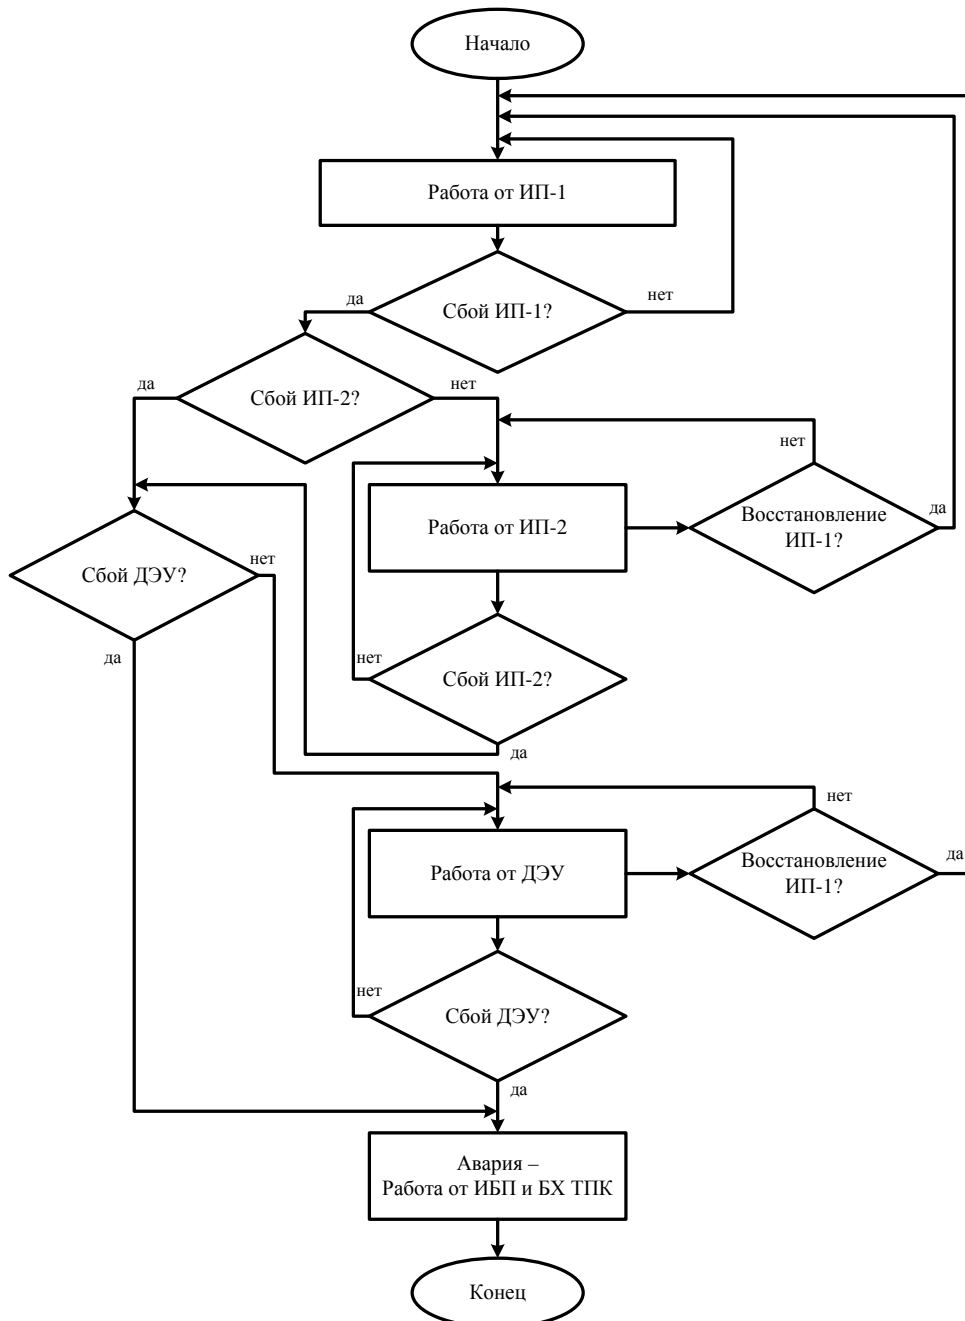 Начало
Работа от ИП-1
Сбой ИП-1?
да
нет
Сбой ИП-2?
да
нет
нет
Работа от ИП-2
Восстановление
ИП-1?
да
Сбой ДЭУ?
нет
да
нет
Сбой ИП-2?
да
нет
Работа от ДЭУ
Восстановление
ИП-1?
да
нет
Сбой ДЭУ?
да
Авария –
Работа от ИБП и БХ ТПК
Конец